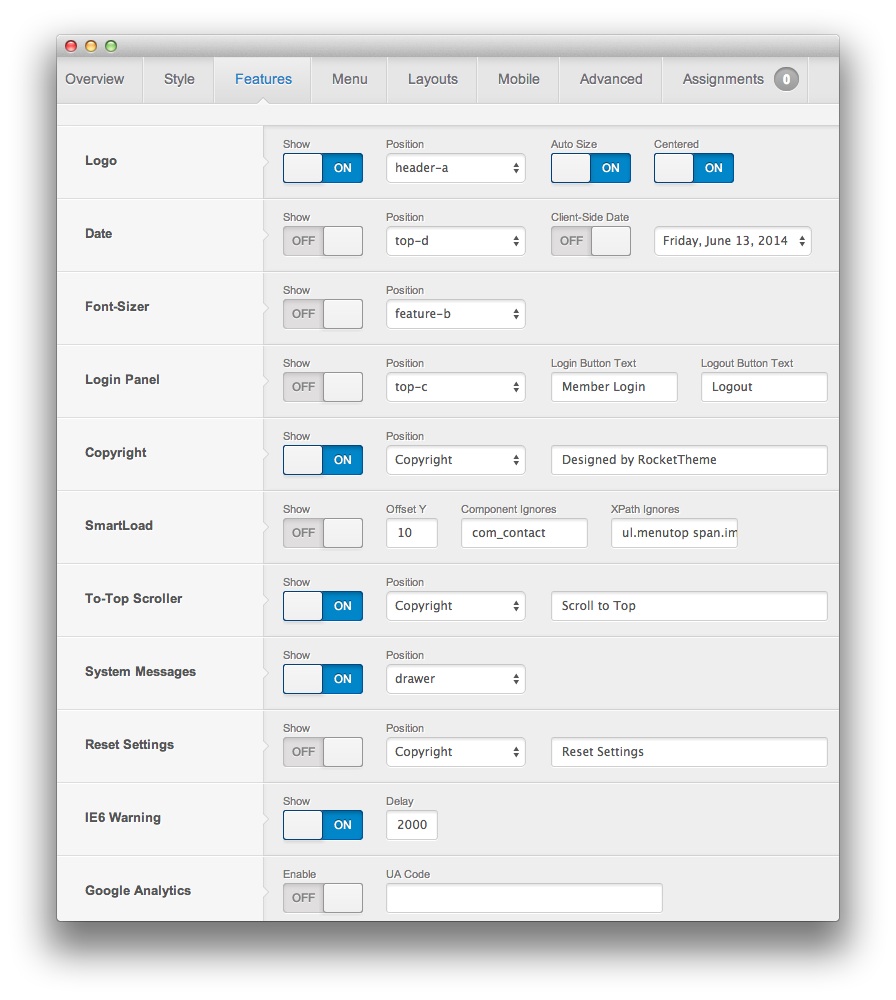 Overview Style Features Menu Layouts Mobile Advanced Assignments 0
Show Position Auto Size Centered
Logo ON header-a ON ON
Show Position Client-Side Date
Date OFF top-d OFF Friday, June 13, 2014
Show Position
Font-Sizer OFF feature-b
Show Position Login Button Text Logout Button Text
Login Panel OFF top-c Member Login Logout
Show Position
Copyright ON Copyright Designed by RocketTheme
Show Offset Y Component Ignores XPath Ignores
SmartLoad OFF 10 com_contact ul.menutop span.im
Show Position
To-Top Scroller ON Copyright Scroll to Top
Show Position
System Messages ON drawer
Show Position
Reset Settings OFF Copyright Reset Settings
Show Delay
IE6 Warning ON 2000
Enable UA Code
Google Analytics OFF